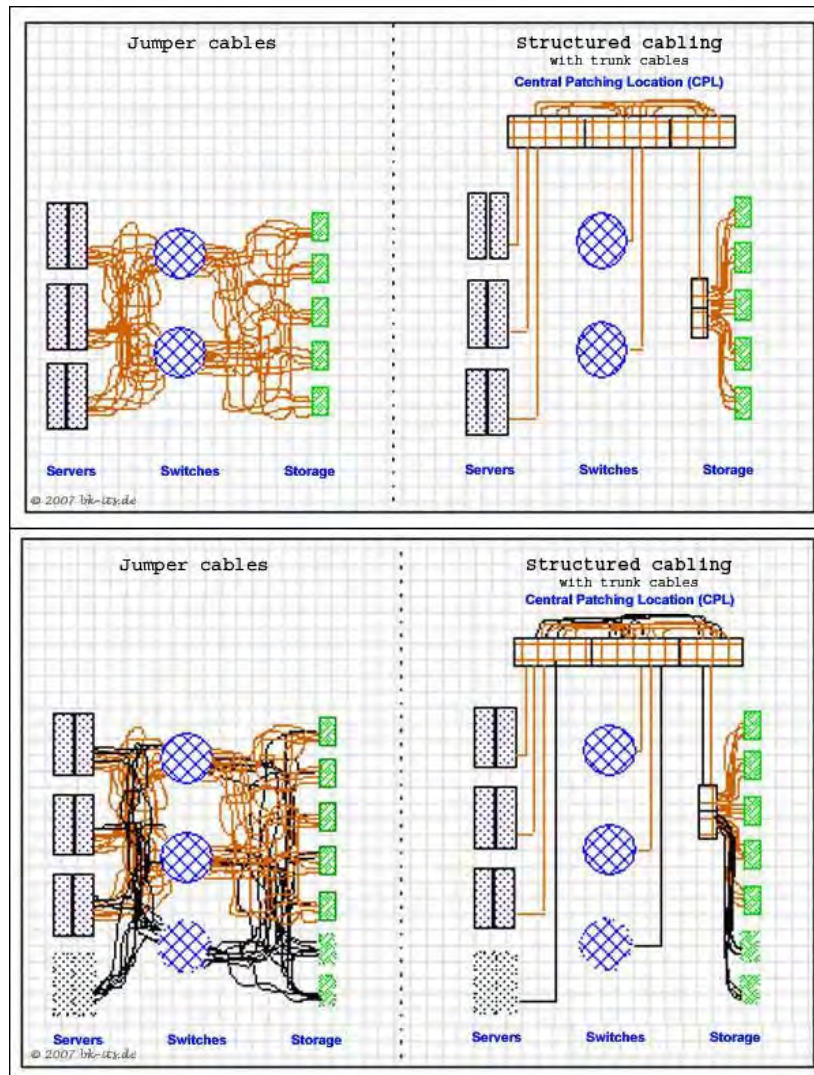 Jumper cables
Structured cabling
with trunk cables
Central Patching Location (CPL)
Servers
Switches
Storage
Servers
Switches
Storage
© 2007 bk-its.de
Jumper cables
Structured cabling
with trunk cables
Central Patching Location (CPL)
Servers
Switches
Storage
Servers
Switches
Storage
© 2007 bk-its.de